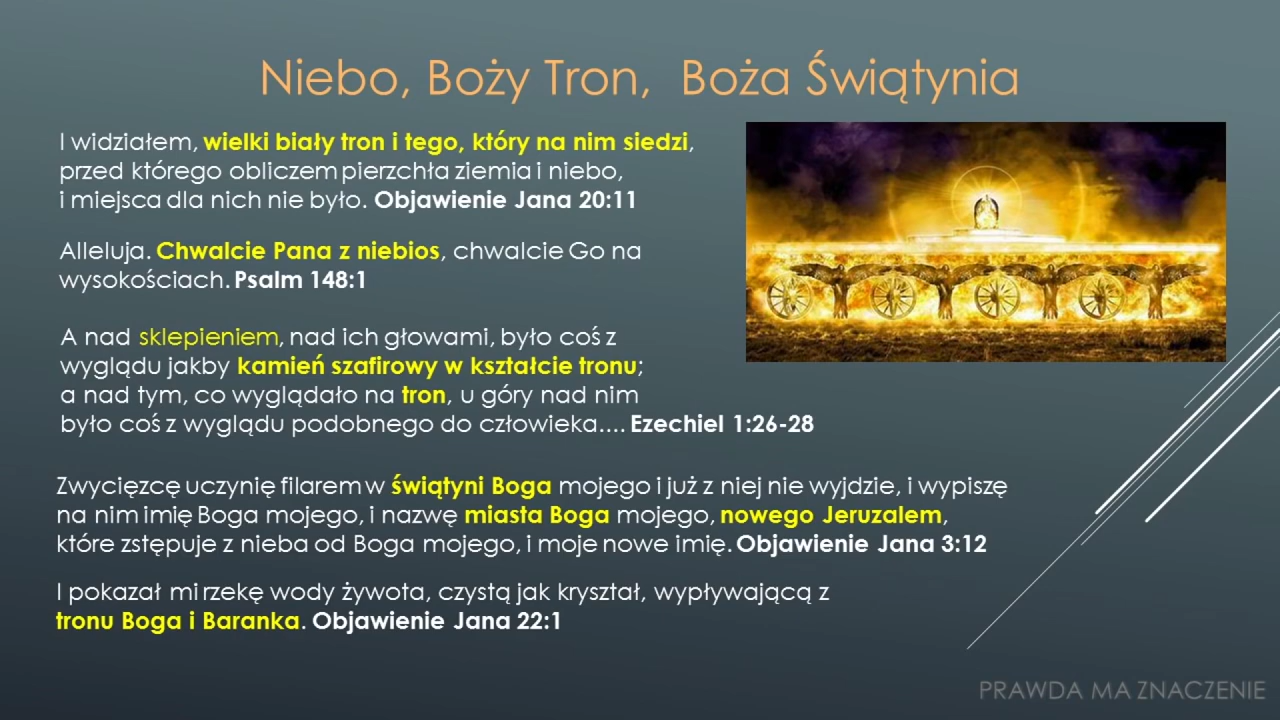 Niebo, Boży Tron, Boża Świątynia
I widziałem, wielki biały tron i tego, który na nim siedzi,
przed którego obliczem pierzchła ziemia i niebo,
i miejsca dla nich nie było. Objawienie Jana 20:11
Alleluja. Chwalcie Pana z niebios, chwalcie Go na
wysokościach. Psalm 148:1
A nad sklepieniem, nad ich głowami, było coś z
wyglądu jakby kamień szafirowy w kształcie tronu;
a nad tym, co wyglądało na tron, u góry nad nim
było coś z wyglądu podobnego do człowieka.... Ezechiel 1:26-28
Zwycięzcę uczynię filarem w świątyni Boga mojego i już z niej nie wyjdzie, i wypiszę
na nim imię Boga mojego, i nazwę miasta Boga mojego, nowego Jeruzalem,
które zstępuje z nieba od Boga mojego, i moje nowe imię. Objawienie Jana 3:12
I pokazał mi rzekę wody żywota, czystą jak kryształ, wypływającą z
tronu Boga i Baranka. Objawienie Jana 22:1
PRAWDA MA ZNACZENIE